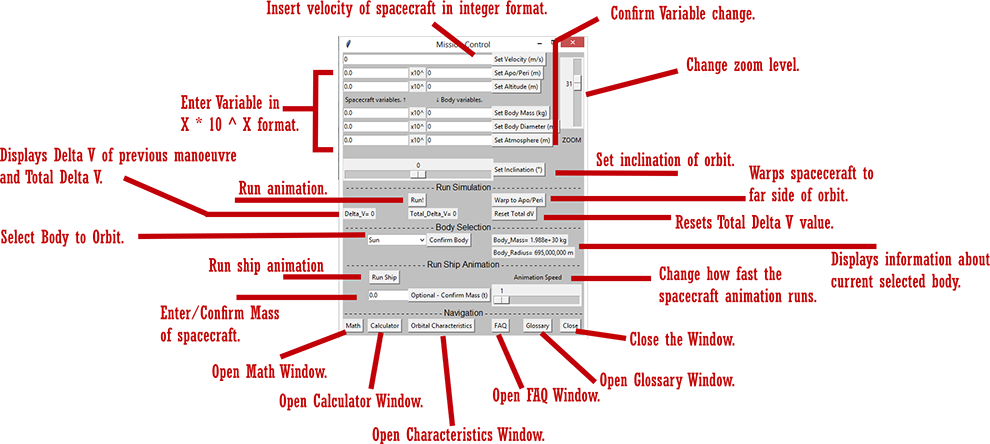 Insert velocity of spacecraft in integer format.
Confirm Variable change.
Mission Control
0
Set Velocity (m/s)
0.0 x10^ 0 Set Apo/Peri (m)
0.0 x10^ 0 Set Altitude (m)
31
Change zoom level.
Spacecraft variables. ↑ ↓ Body variables.
Enter Variable in
X * 10 ^ X format.
0.0 x10^ 0 Set Body Mass (kg)
0.0 x10^ 0 Set Body Diameter (m
0.0 x10^ 0 Set Atmosphere (m)
ZOOM
Displays Delta V of previous manoeuvre
and Total Delta V.
0
Set Inclination (°)
Set inclination of orbit.
Run Simulation
Warps spaceceraft to
far side of orbit.
Run animation.
Run!
Warp to Apo/Peri
Delta_V= 0
Total_Delta_V= 0
Reset Total dV
Resets Total Delta V value.
Body Selection
Select Body to Orbit.
Sun
Confirm Body
Body_Mass= 1.988e+30 kg
Body_Radius= 695,000,000 m
Displays information about
current selected body.
Run Ship Animation
Run ship animation
Run Ship
Animation Speed
Change how fast the
spacecraft animation runs.
1
0.0
Optional - Confirm Mass (t)
Enter/Confirm Mass
of spacecraft.
Navigation
Math
Calculator
Orbital Characteristics
FAQ
Glossary
Close
Close the Window.
Open Math Window.
Open Glossary Window.
Open Calculator Window.
Open FAQ Window.
Open Characteristics Window.